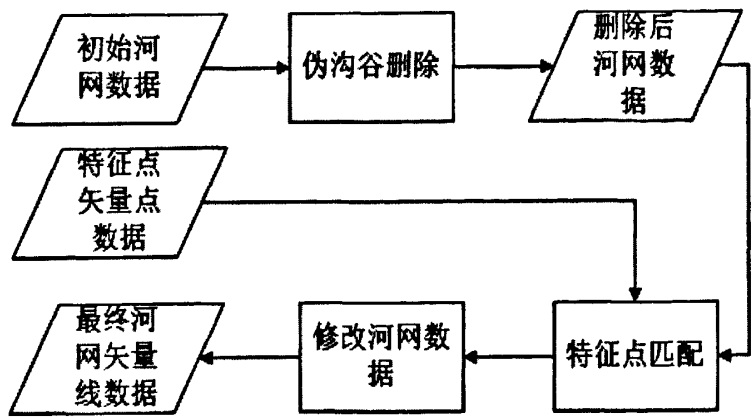 初始河
网数据
伪沟谷删除
删除后
河网数
据
特征点
矢量点
数据
最终河
网矢量
线数据
修改河网数
据
特征点匹配